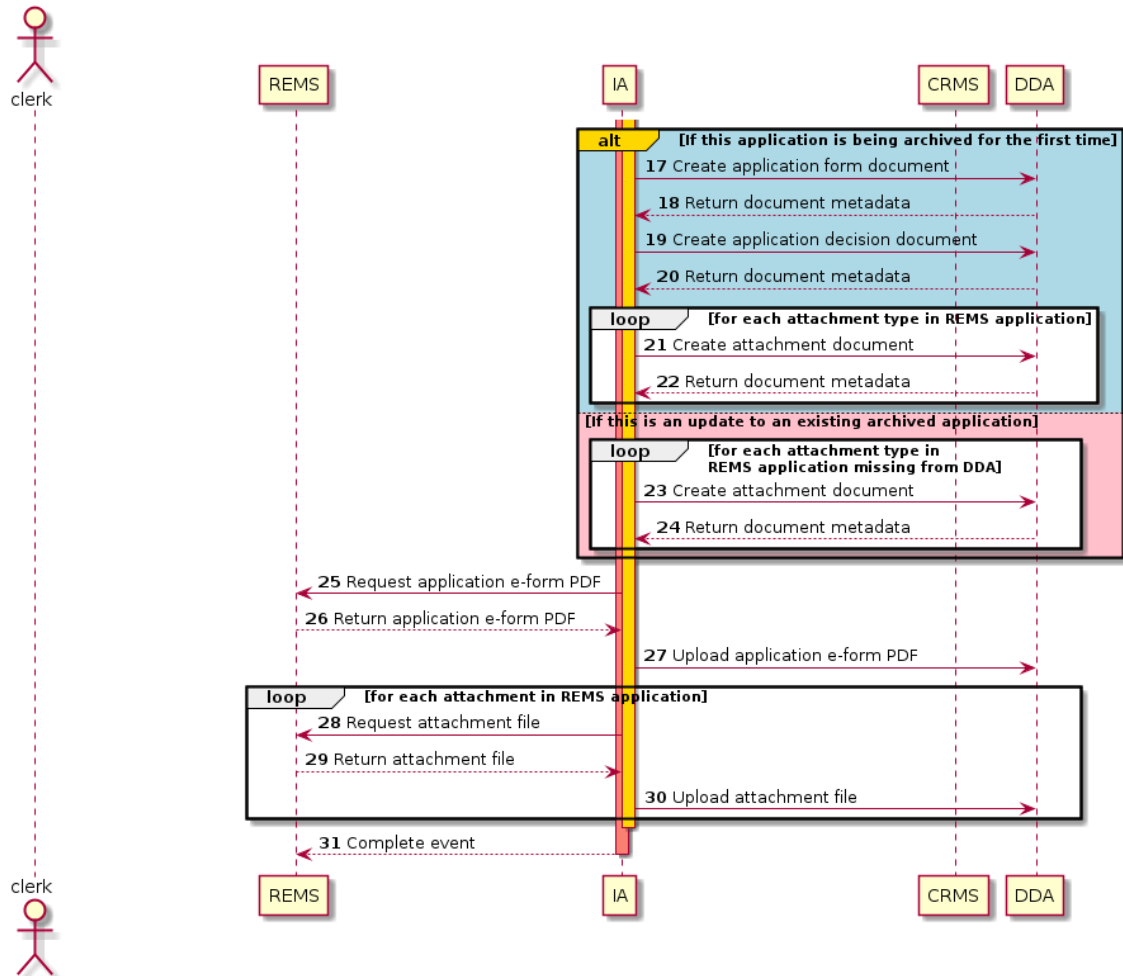 clerk
REMS
IA
CRMS
DDA
alt
[If this application is being archived for the first time]
17 Create application form document
18 Return document metadata
19 Create application decision document
20 Return document metadata
loop
[for each attachment type in REMS application]
21 Create attachment document
22 Return document metadata
[If this is an update to an existing archived application]
loop
[for each attachment type in
REMS application missing from DDA]
23 Create attachment document
24 Return document metadata
25 Request application e-form PDF
26 Return application e-form PDF
27 Upload application e-form PDF
loop
[for each attachment in REMS application]
28 Request attachment file
29 Return attachment file
30 Upload attachment file
31 Complete event
clerk
REMS
IA
CRMS
DDA